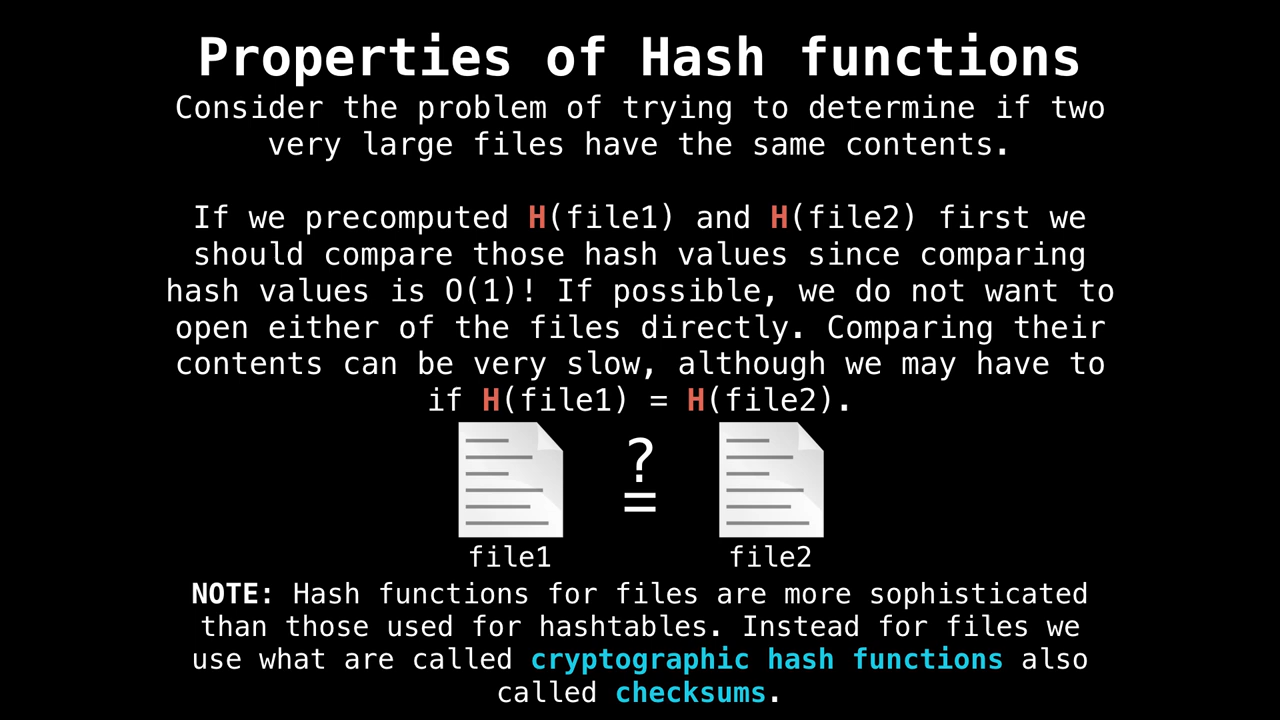 Properties of Hash functions
Consider the problem of trying to determine if two
very large files have the same contents.
If we precomputed H(file1) and H(file2) first we
should compare those hash values since comparing
hash values is O(1)! If possible, we do not want to
open either of the files directly. Comparing their
contents can be very slow, although we may have to
if H(file1) = H(file2).
?
=
file1
file2
NOTE: Hash functions for files are more sophisticated
than those used for hashtables. Instead for files we
use what are called cryptographic hash functions also
called checksums.